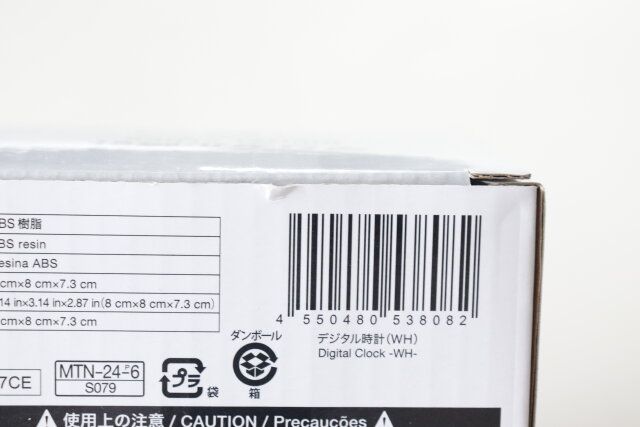 BS 樹脂
BS resin
esina ABS
cm×8 cm×7.3 cm
14 in×3.14 in×2.87 in(8 cm×8 cm×7.3 cm)
cm×8 cm×7.3 cm
4 550480 538082
デジタル時計(WH)
Digital Clock -WH-
7CE
MTN-24-6
S079
プラ
袋
ダンボール
箱
使用上の注意 / CAUTION / Precauções